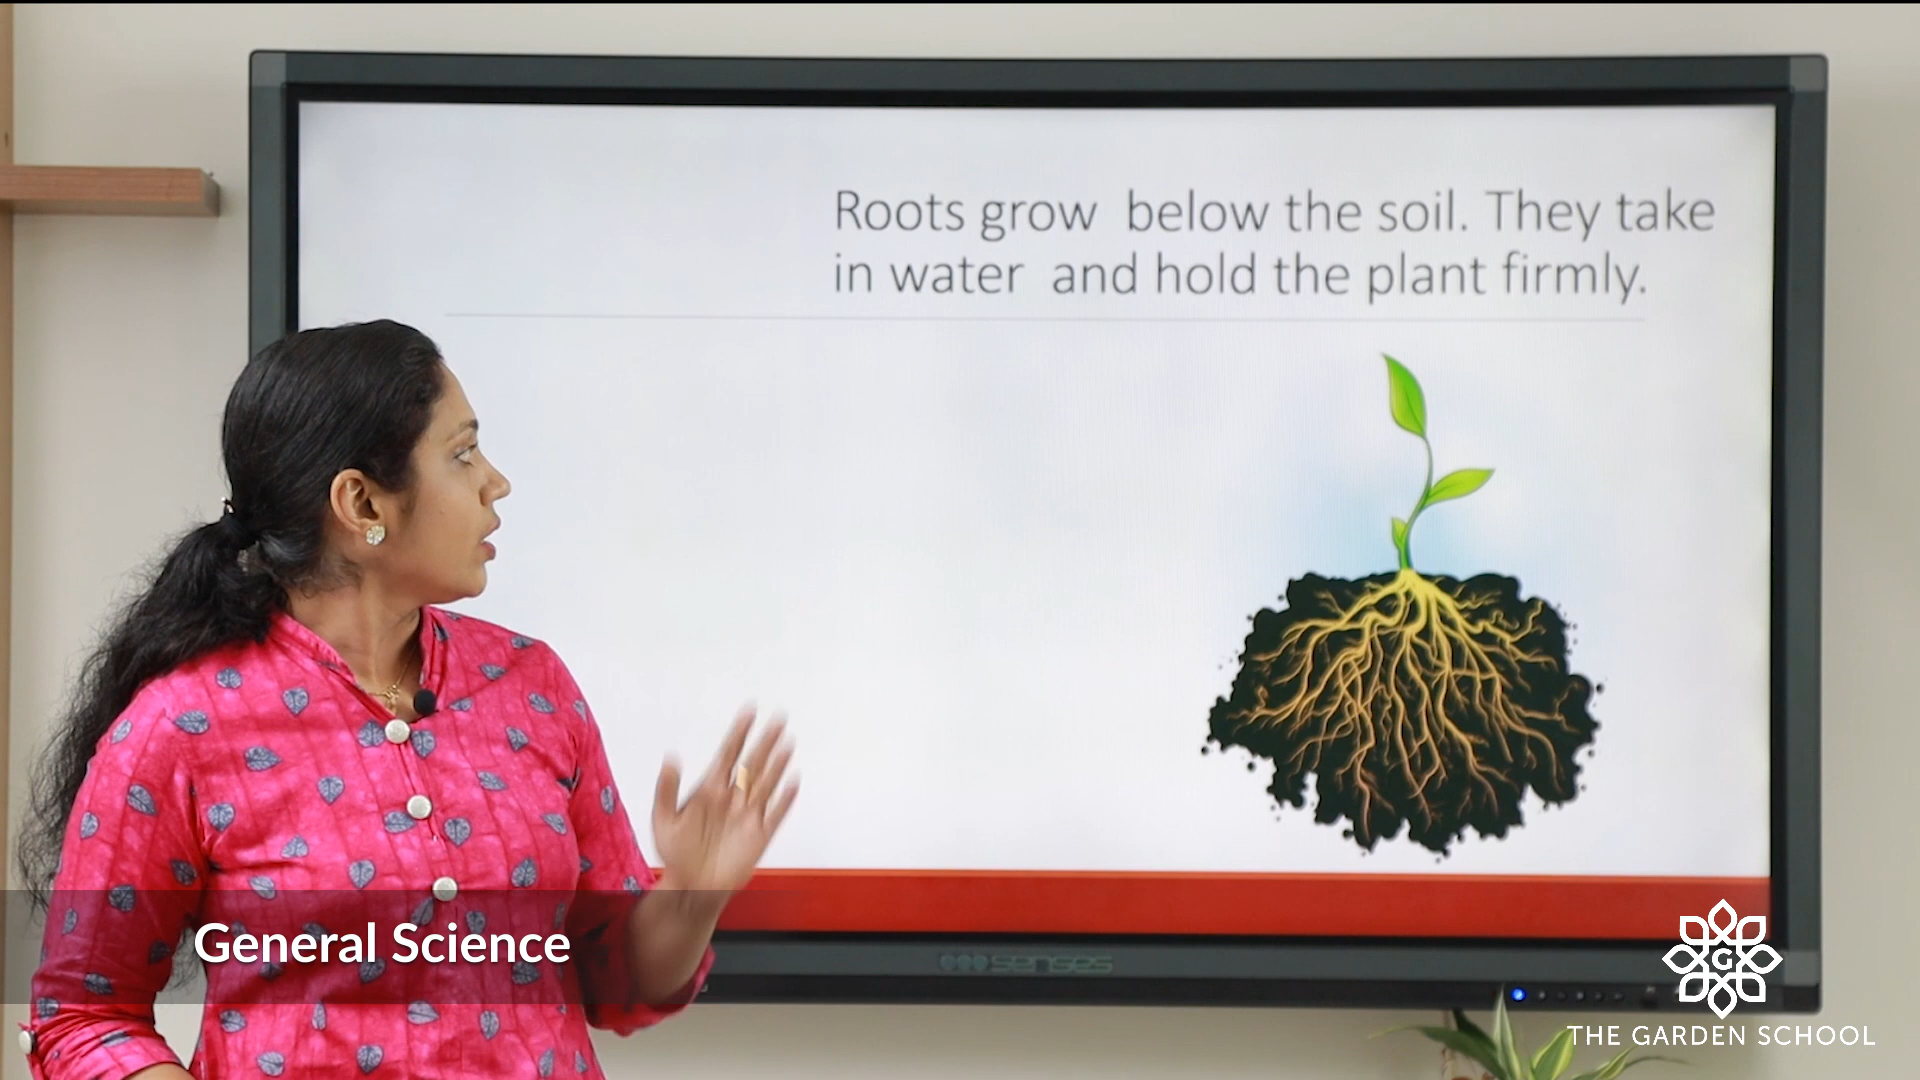 Roots grow below the soil. They take
in water and hold the plant firmly.
General Science
senses
G
THE GARDEN SCHOOL